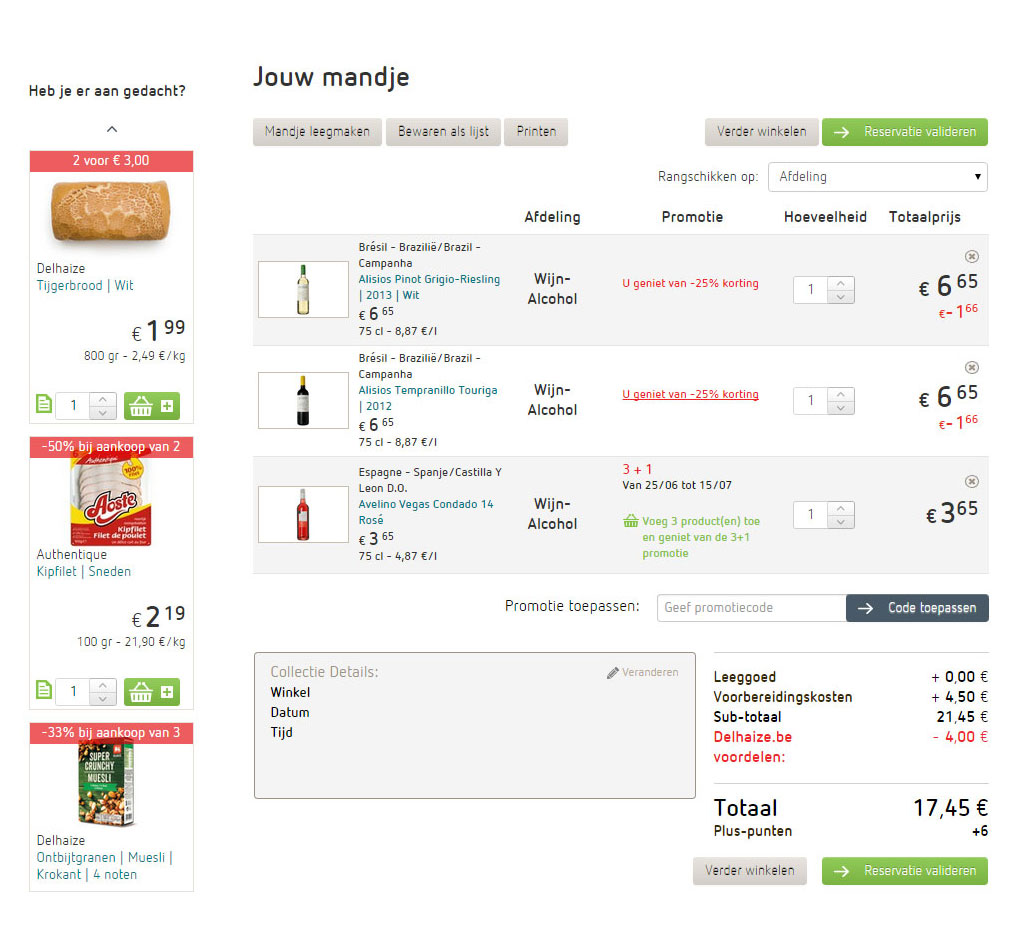 Heb je er aan gedacht?
2 voor € 3,00
Delhaize
Tijgerbrood | Wit
€ 1 99
800 gr - 2,49 €/kg
1
-50% bij aankoop van 2
Authentique
100%
Aoste
Kipfilet
Filet de poulet
Authentique
Kipfilet | Sneden
€ 2 19
100 gr - 21,90 €/kg
1
-33% bij aankoop van 3
SUPER
CRUNCHY
MUESLI
Delhaize
Ontbijtgranen | Muesli |
Krokant | 4 noten
Jouw mandje
Mandje leegmaken Bewaren als lijst Printen Verder winkelen Reservatie valideren
Rangschikken op: Afdeling
Afdeling Promotie Hoeveelheid Totaalprijs
Brésil - Brazilië/Brazil -
Campanha
Alisios Pinot Grigio-Riesling
| 2013 | Wit
€ 6 65
75 cl - 8,87 €/l
Wijn-
Alcohol
U geniet van -25% korting
1
€ 6 65
€- 1 66
Brésil - Brazilië/Brazil -
Campanha
Alisios Tempranillo Touriga
| 2012
€ 6 65
75 cl - 8,87 €/l
Wijn-
Alcohol
U geniet van -25% korting
1
€ 6 65
€- 1 66
Espagne - Spanje/Castilla Y
Leon D.O.
Avelino Vegas Condado 14
Rosé
€ 3 65
75 cl - 4,87 €/l
Wijn-
Alcohol
3 + 1
Van 25/06 tot 15/07
Voeg 3 product(en) toe
en geniet van de 3+1
promotie
1
€ 3 65
Promotie toepassen: Geef promotiecode Code toepassen
Collectie Details: Veranderen
Winkel
Datum
Tijd
Leeggoed + 0,00 €
Voorbereidingskosten + 4,50 €
Sub-totaal 21,45 €
Delhaize.be - 4,00 €
voordelen:
Totaal 17,45 €
Plus-punten +6
Verder winkelen Reservatie valideren